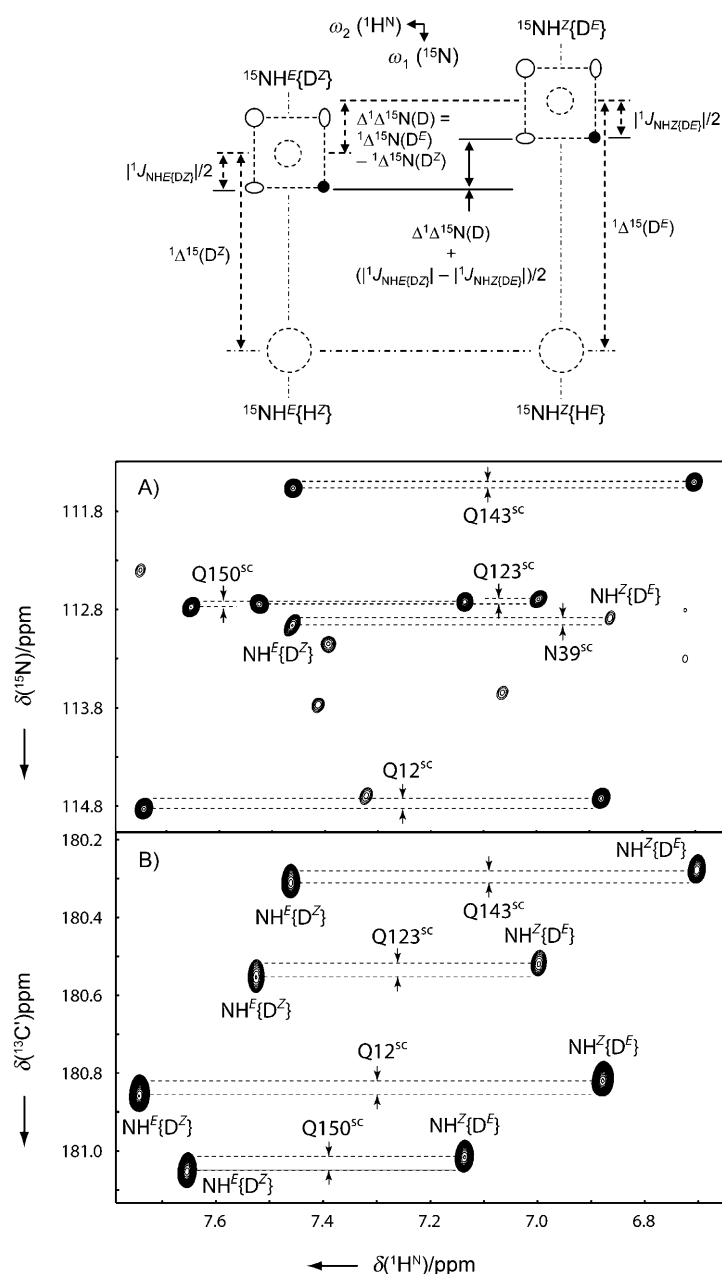 ω₂ (¹Hᴺ)
ω₁ (¹⁵N)
¹⁵NHᶻ{Dᴱ}
¹⁵NHᴱ{Dᶻ}
Δ¹Δ¹⁵N(D) =
¹Δ¹⁵N(Dᴱ)
– ¹Δ¹⁵N(Dᶻ)
|¹J_NHZ{DE}|/2
|¹J_NHE{DZ}|/2
¹Δ¹⁵(Dᶻ)
¹Δ¹⁵(Dᴱ)
Δ¹Δ¹⁵N(D)
+
(|¹J_NHE{DZ}| – |¹J_NHZ{DE}|)/2
¹⁵NHᴱ{Hᶻ}
¹⁵NHᶻ{Hᴱ}
A)
111.8
Q143ˢᶜ
Q150ˢᶜ
Q123ˢᶜ
112.8
NHᶻ{Dᴱ}
NHᴱ{Dᶻ}
N39ˢᶜ
δ(¹⁵N)/ppm
113.8
Q12ˢᶜ
114.8
180.2
B)
NHᶻ{Dᴱ}
180.4
NHᴱ{Dᶻ}
Q143ˢᶜ
Q123ˢᶜ
NHᶻ{Dᴱ}
180.6
NHᴱ{Dᶻ}
δ(¹³C')ppm
Q12ˢᶜ
NHᶻ{Dᴱ}
180.8
NHᴱ{Dᶻ}
Q150ˢᶜ
NHᶻ{Dᴱ}
181.0
NHᴱ{Dᶻ}
7.6 7.4 7.2 7.0 6.8
δ(¹Hᴺ)/ppm